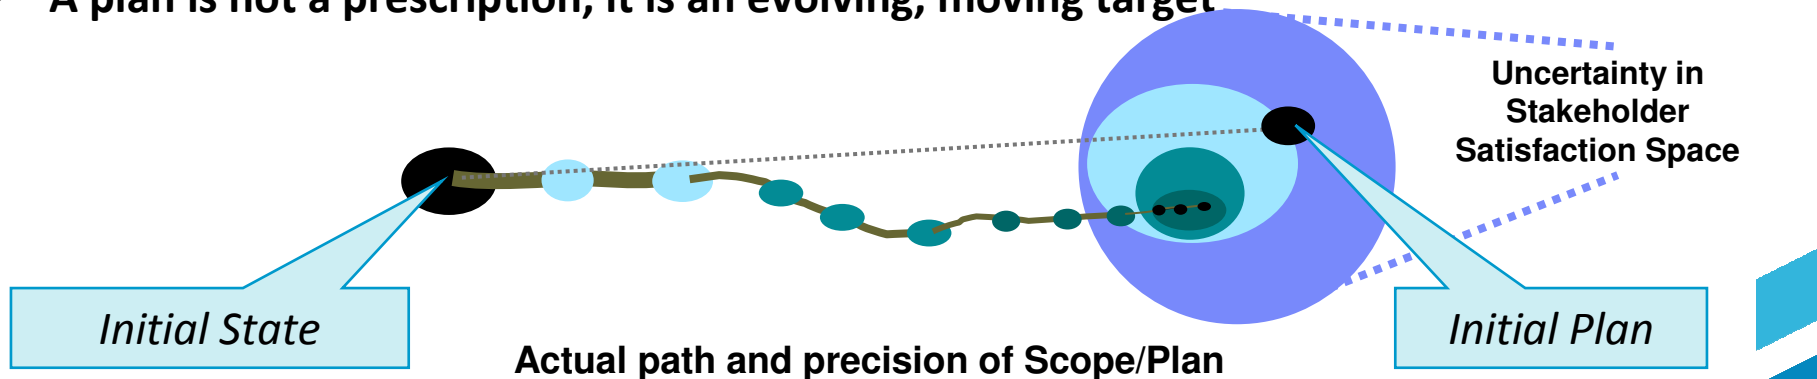 A plan is not a prescription, it is an evolving, moving target
Uncertainty in
Stakeholder
Satisfaction Space
Initial State
Initial Plan
Actual path and precision of Scope/Plan